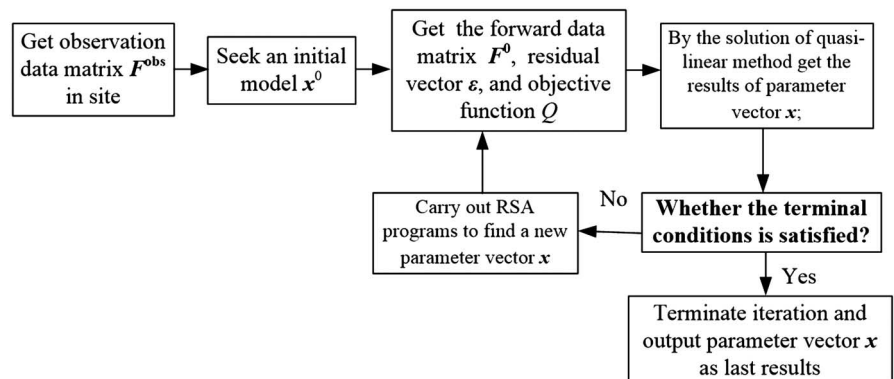 Get observation
data matrix F^obs
in site
Seek an initial
model x^0
Get the forward data
matrix F^0, residual
vector ε, and objective
function Q
By the solution of quasi-
linear method get the
results of parameter
vector x;
Whether the terminal
conditions is satisfied?
No
Carry out RSA
programs to find a new
parameter vector x
Yes
Terminate iteration and
output parameter vector x
as last results